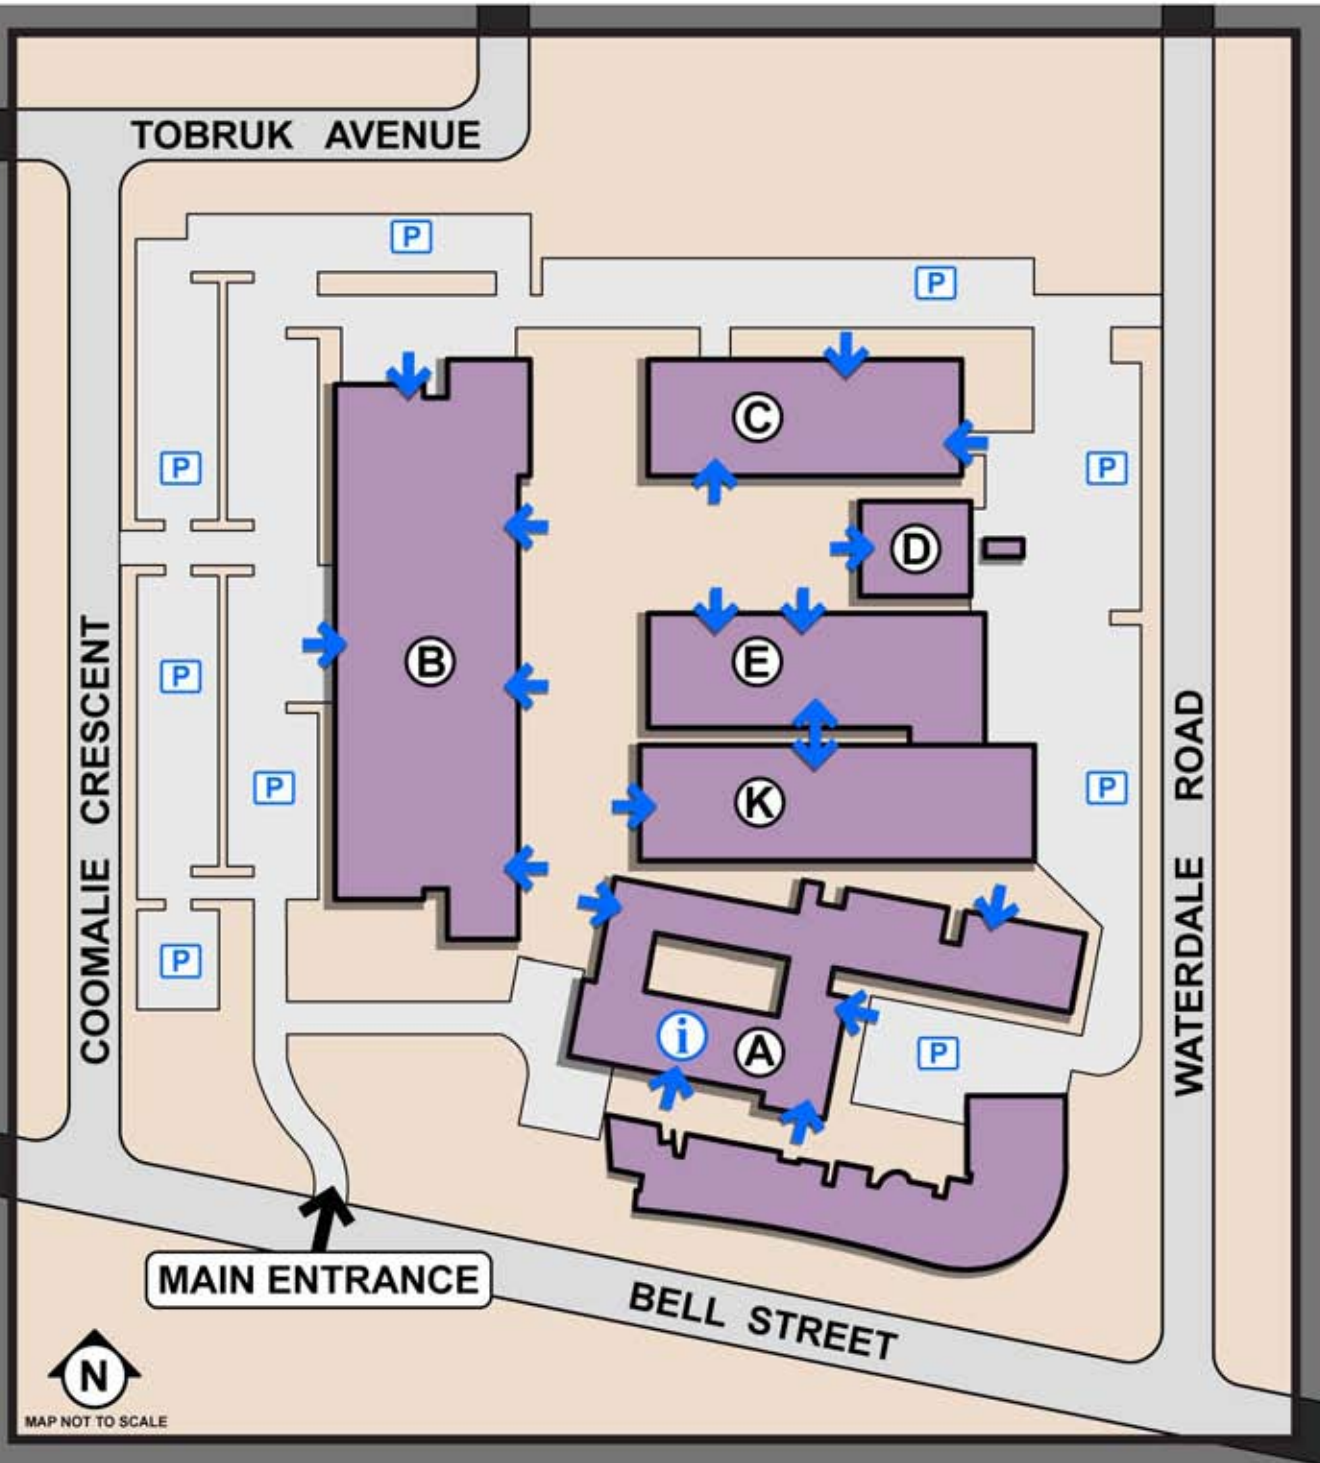 TOBRUK AVENUE
P
P
C
P
P
D
B
E
P
COOMALIE CRESCENT
WATERDALE ROAD
P
P
K
P
i
A
P
MAIN ENTRANCE
BELL STREET
N
MAP NOT TO SCALE